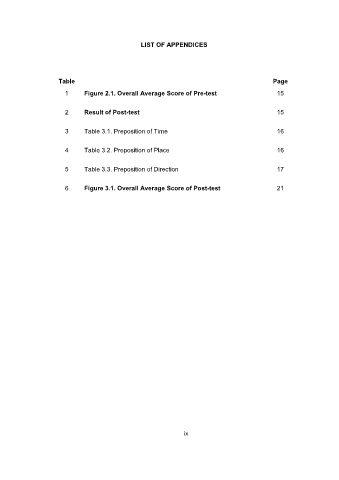 LIST OF APPENDICES
Table Page
1 Figure 2.1. Overall Average Score of Pre-test 15
2 Result of Post-test 15
3 Table 3.1. Preposition of Time 16
4 Table 3.2. Preposition of Place 16
5 Table 3.3. Preposition of Direction 17
6 Figure 3.1. Overall Average Score of Post-test 21
ix